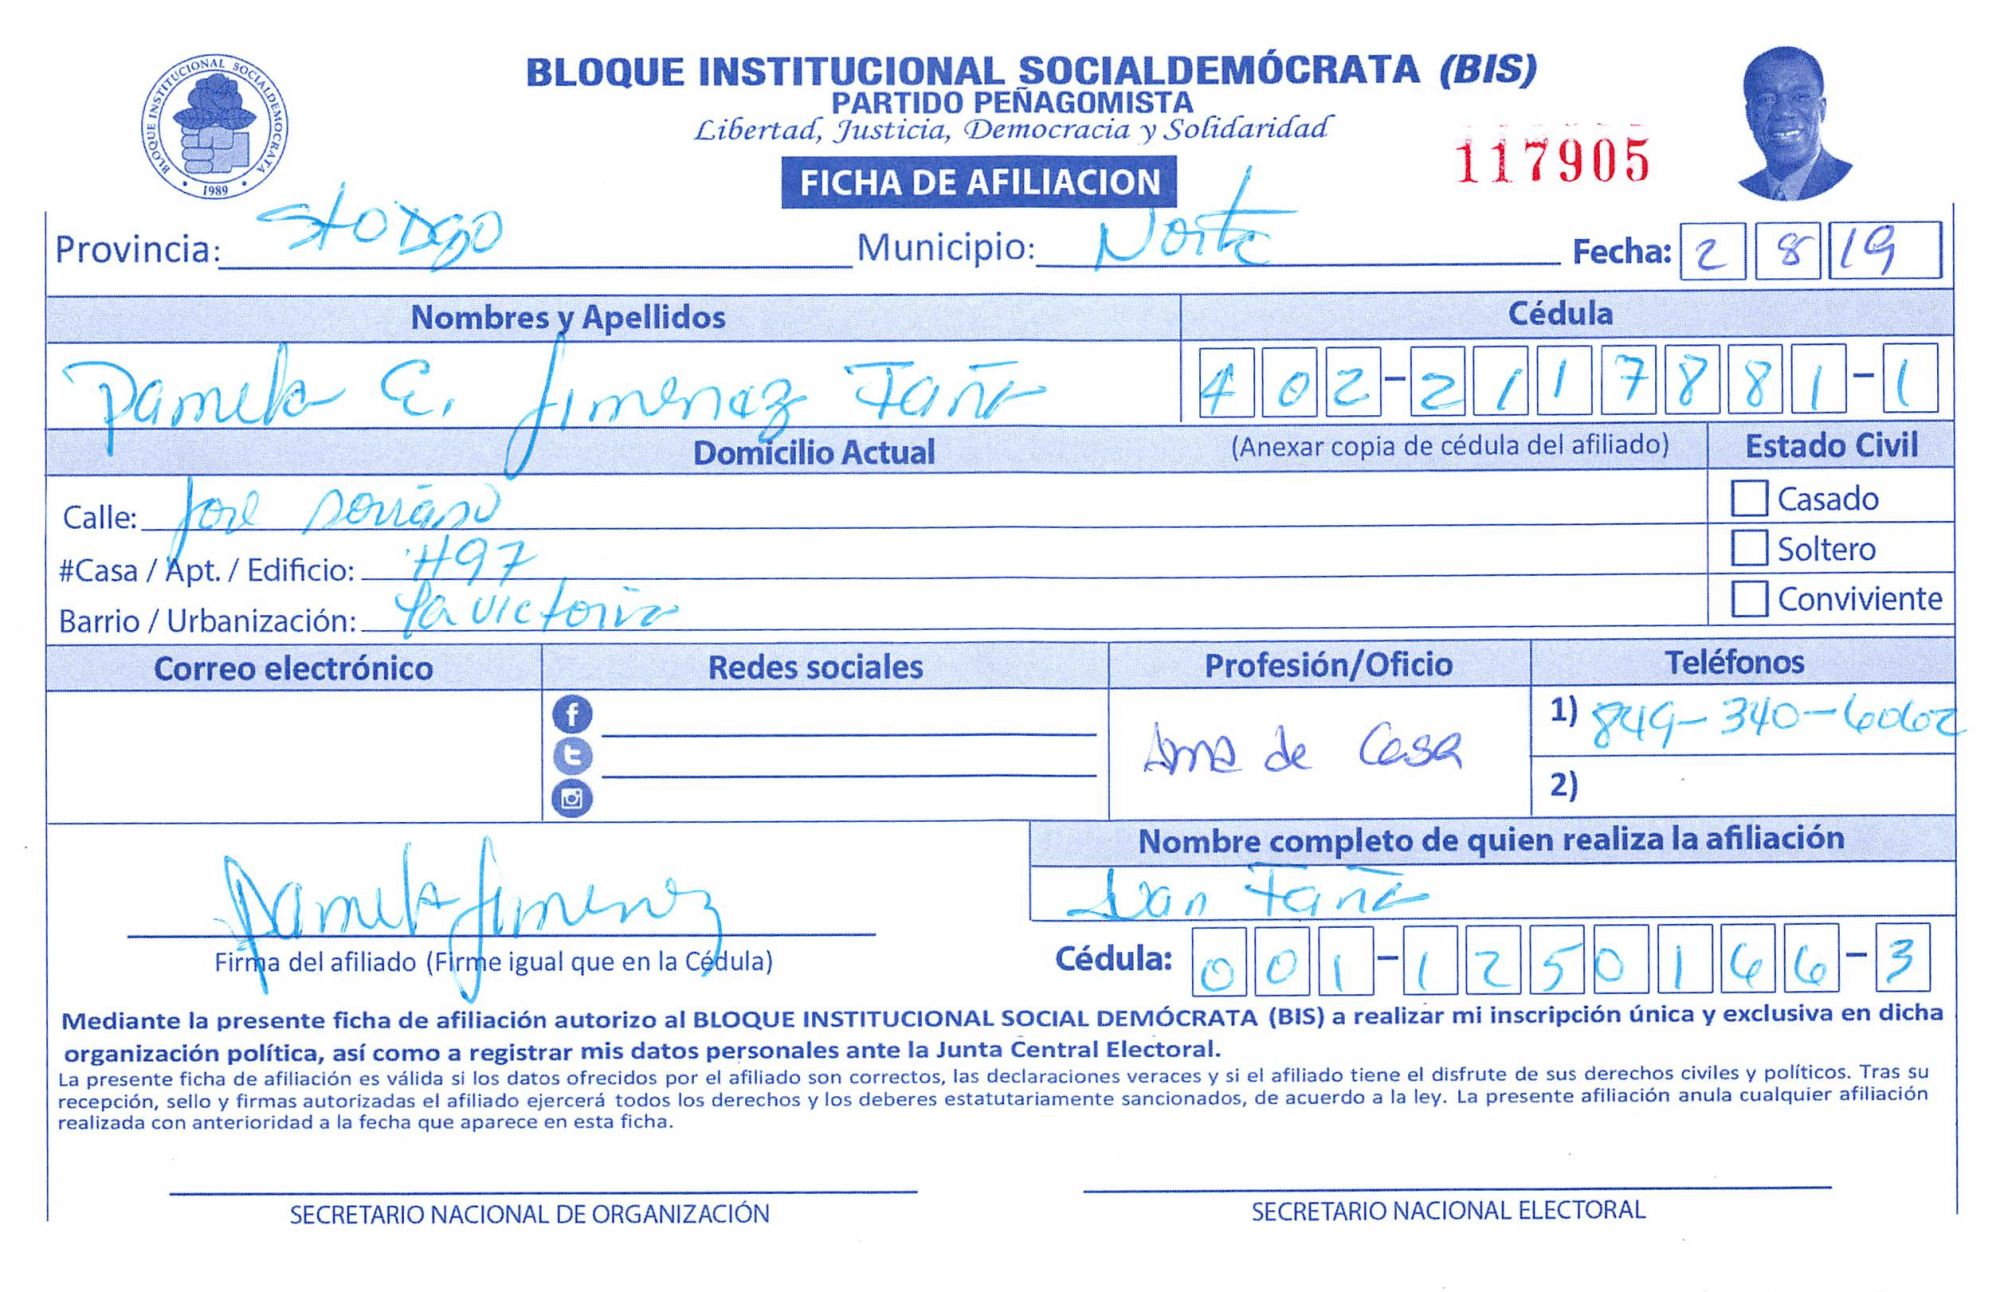 BLOQUE INSTITUCIONAL SOCIALDEMÓCRATA
1989
BLOQUE INSTITUCIONAL SOCIALDEMÓCRATA (BIS)
PARTIDO PEÑAGOMISTA
Libertad, Justicia, Democracia y Solidaridad
117905
FICHA DE AFILIACION
Provincia: Sto Dgo Municipio: Norte Fecha: 2 8 19
Nombres y Apellidos Cédula
Pamela E. Jimenez Taña 402-2117881-1
Domicilio Actual (Anexar copia de cédula del afiliado) Estado Civil
Calle: Jose Casado
#Casa / Apt. / Edificio: #97 Soltero
Barrio / Urbanización: La victoria Conviviente
Correo electrónico Redes sociales Profesión/Oficio Teléfonos
1) 849-340-6062
Ama de Casa
2)
Nombre completo de quien realiza la afiliación
Ivan Taña
Pamela Jimenez
Firma del afiliado (Firme igual que en la Cédula) Cédula: 001-1250166-3
Mediante la presente ficha de afiliación autorizo al BLOQUE INSTITUCIONAL SOCIAL DEMÓCRATA (BIS) a realizar mi inscripción única y exclusiva en dicha
organización política, así como a registrar mis datos personales ante la Junta Central Electoral.
La presente ficha de afiliación es válida si los datos ofrecidos por el afiliado son correctos, las declaraciones veraces y si el afiliado tiene el disfrute de sus derechos civiles y políticos. Tras su
recepción, sello y firmas autorizadas el afiliado ejercerá todos los derechos y los deberes estatutariamente sancionados, de acuerdo a la ley. La presente afiliación anula cualquier afiliación
realizada con anterioridad a la fecha que aparece en esta ficha.
SECRETARIO NACIONAL DE ORGANIZACIÓN SECRETARIO NACIONAL ELECTORAL